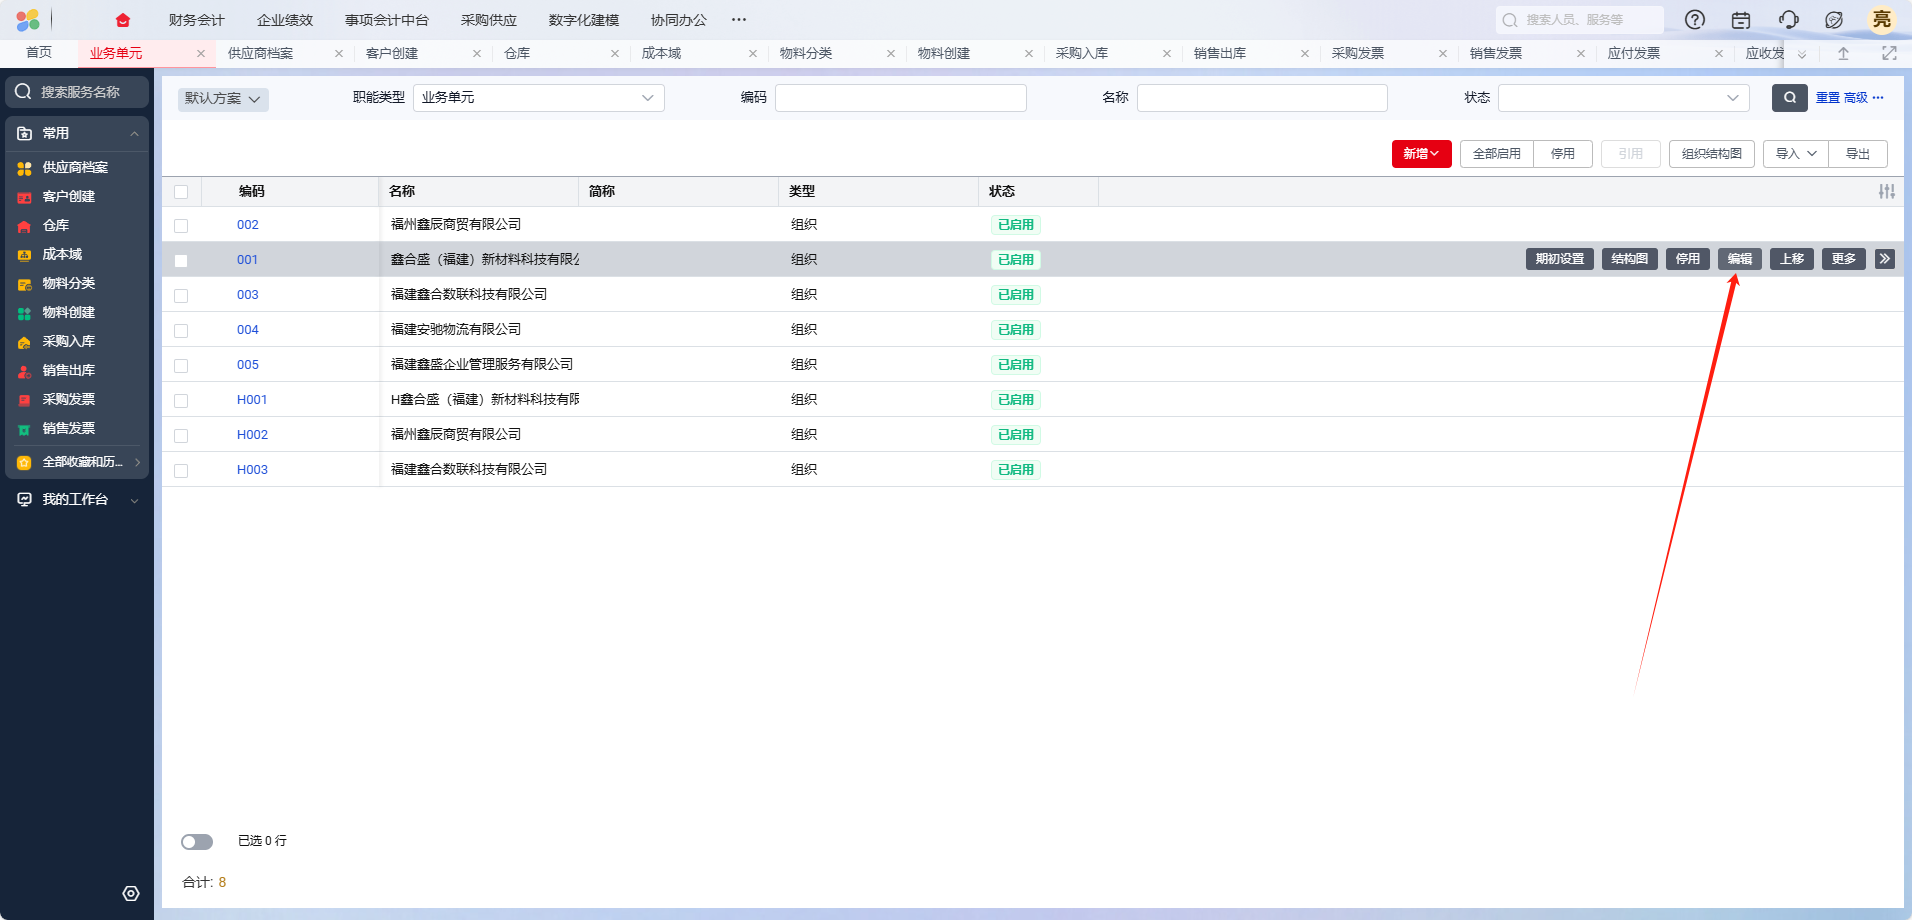 财务会计 企业绩效 事项会计中台 采购供应 数字化建模 协同办公 ··· 搜索人员、服务等 亮
首页 业务单元 供应商档案 客户创建 仓库 成本域 物料分类 物料创建 采购入库 销售出库 采购发票 销售发票 应付发票 应收发
搜索服务名称
常用
供应商档案
客户创建
仓库
成本域
物料分类
物料创建
采购入库
销售出库
采购发票
销售发票
全部收藏和历...
我的工作台
默认方案 职能类型 业务单元 编码 名称 状态 重置 高级 ···
新增 全部启用 停用 引用 组织结构图 导入 导出
编码 名称 简称 类型 状态
002 福州鑫辰商贸有限公司 组织 已启用
001 鑫合盛（福建）新材料科技有限公 组织 已启用 期初设置 结构图 停用 编辑 上移 更多
003 福建鑫合数联科技有限公司 组织 已启用
004 福建安驰物流有限公司 组织 已启用
005 福建鑫盛企业管理服务有限公司 组织 已启用
H001 H鑫合盛（福建）新材料科技有限 组织 已启用
H002 福州鑫辰商贸有限公司 组织 已启用
H003 福建鑫合数联科技有限公司 组织 已启用
已选 0 行
合计: 8